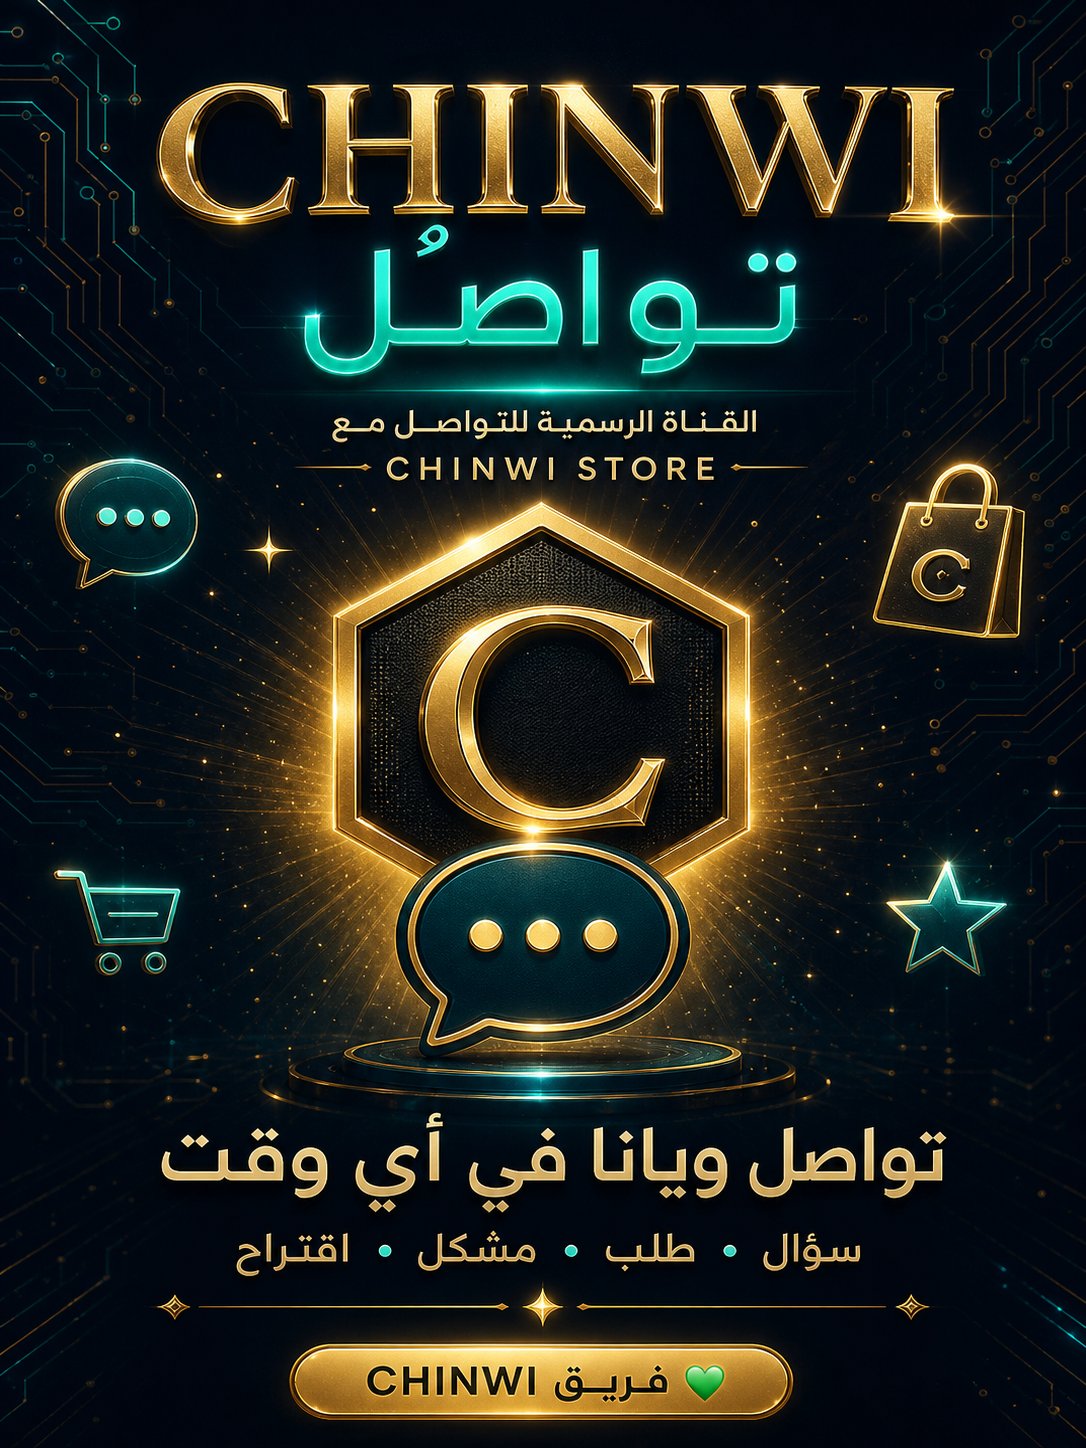 CHINWI
تواصُل
القناة الرسمية للتواصل مع
CHINWI STORE
C
C
تواصل ويانا في أي وقت
سؤال • طلب • مشكل • اقتراح
فريق CHINWI 💚